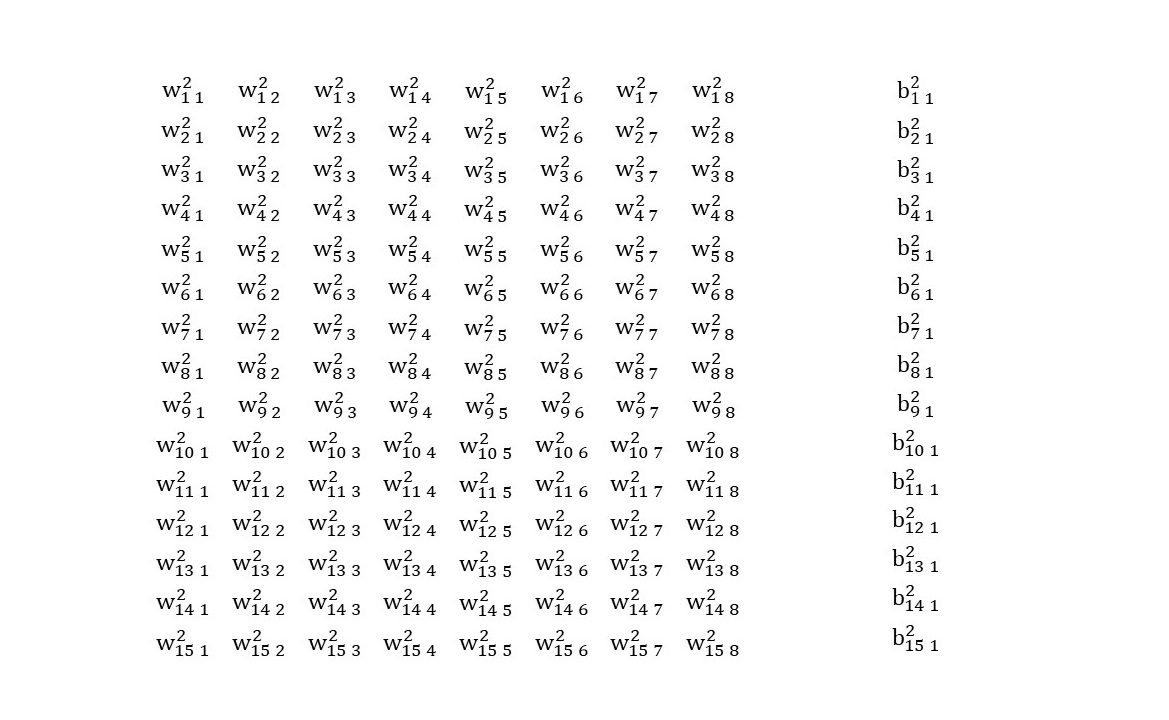 w²₁ ₁ w²₁ ₂ w²₁ ₃ w²₁ ₄ w²₁ ₅ w²₁ ₆ w²₁ ₇ w²₁ ₈ b²₁ ₁
w²₂ ₁ w²₂ ₂ w²₂ ₃ w²₂ ₄ w²₂ ₅ w²₂ ₆ w²₂ ₇ w²₂ ₈ b²₂ ₁
w²₃ ₁ w²₃ ₂ w²₃ ₃ w²₃ ₄ w²₃ ₅ w²₃ ₆ w²₃ ₇ w²₃ ₈ b²₃ ₁
w²₄ ₁ w²₄ ₂ w²₄ ₃ w²₄ ₄ w²₄ ₅ w²₄ ₆ w²₄ ₇ w²₄ ₈ b²₄ ₁
w²₅ ₁ w²₅ ₂ w²₅ ₃ w²₅ ₄ w²₅ ₅ w²₅ ₆ w²₅ ₇ w²₅ ₈ b²₅ ₁
w²₆ ₁ w²₆ ₂ w²₆ ₃ w²₆ ₄ w²₆ ₅ w²₆ ₆ w²₆ ₇ w²₆ ₈ b²₆ ₁
w²₇ ₁ w²₇ ₂ w²₇ ₃ w²₇ ₄ w²₇ ₅ w²₇ ₆ w²₇ ₇ w²₇ ₈ b²₇ ₁
w²₈ ₁ w²₈ ₂ w²₈ ₃ w²₈ ₄ w²₈ ₅ w²₈ ₆ w²₈ ₇ w²₈ ₈ b²₈ ₁
w²₉ ₁ w²₉ ₂ w²₉ ₃ w²₉ ₄ w²₉ ₅ w²₉ ₆ w²₉ ₇ w²₉ ₈ b²₉ ₁
w²₁₀ ₁ w²₁₀ ₂ w²₁₀ ₃ w²₁₀ ₄ w²₁₀ ₅ w²₁₀ ₆ w²₁₀ ₇ w²₁₀ ₈ b²₁₀ ₁
w²₁₁ ₁ w²₁₁ ₂ w²₁₁ ₃ w²₁₁ ₄ w²₁₁ ₅ w²₁₁ ₆ w²₁₁ ₇ w²₁₁ ₈ b²₁₁ ₁
w²₁₂ ₁ w²₁₂ ₂ w²₁₂ ₃ w²₁₂ ₄ w²₁₂ ₅ w²₁₂ ₆ w²₁₂ ₇ w²₁₂ ₈ b²₁₂ ₁
w²₁₃ ₁ w²₁₃ ₂ w²₁₃ ₃ w²₁₃ ₄ w²₁₃ ₅ w²₁₃ ₆ w²₁₃ ₇ w²₁₃ ₈ b²₁₃ ₁
w²₁₄ ₁ w²₁₄ ₂ w²₁₄ ₃ w²₁₄ ₄ w²₁₄ ₅ w²₁₄ ₆ w²₁₄ ₇ w²₁₄ ₈ b²₁₄ ₁
w²₁₅ ₁ w²₁₅ ₂ w²₁₅ ₃ w²₁₅ ₄ w²₁₅ ₅ w²₁₅ ₆ w²₁₅ ₇ w²₁₅ ₈ b²₁₅ ₁